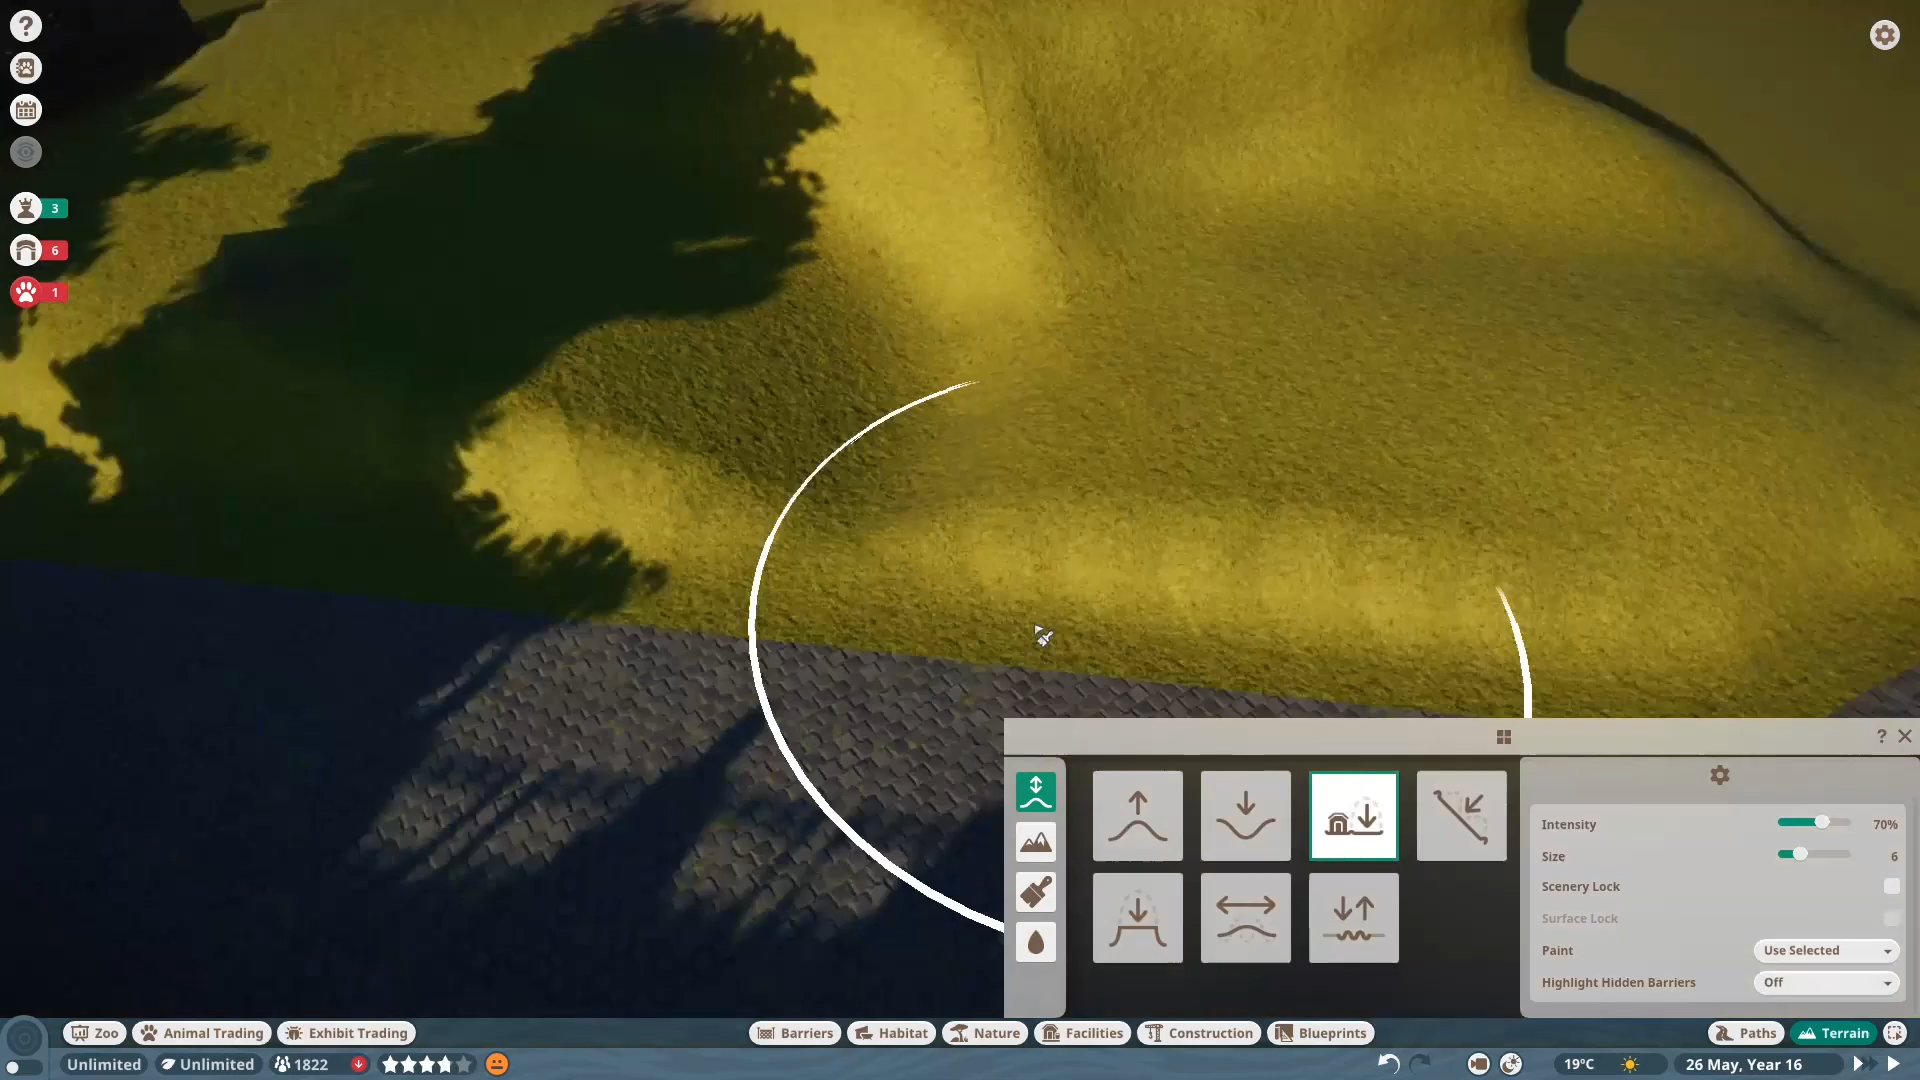 ?
3
6
1
?
Intensity 70%
Size 6
Scenery Lock
Surface Lock
Paint Use Selected
Highlight Hidden Barriers Off
Zoo Animal Trading Exhibit Trading Barriers Habitat Nature Facilities Construction Blueprints Paths Terrain
Unlimited Unlimited 1822 19°C 26 May, Year 16